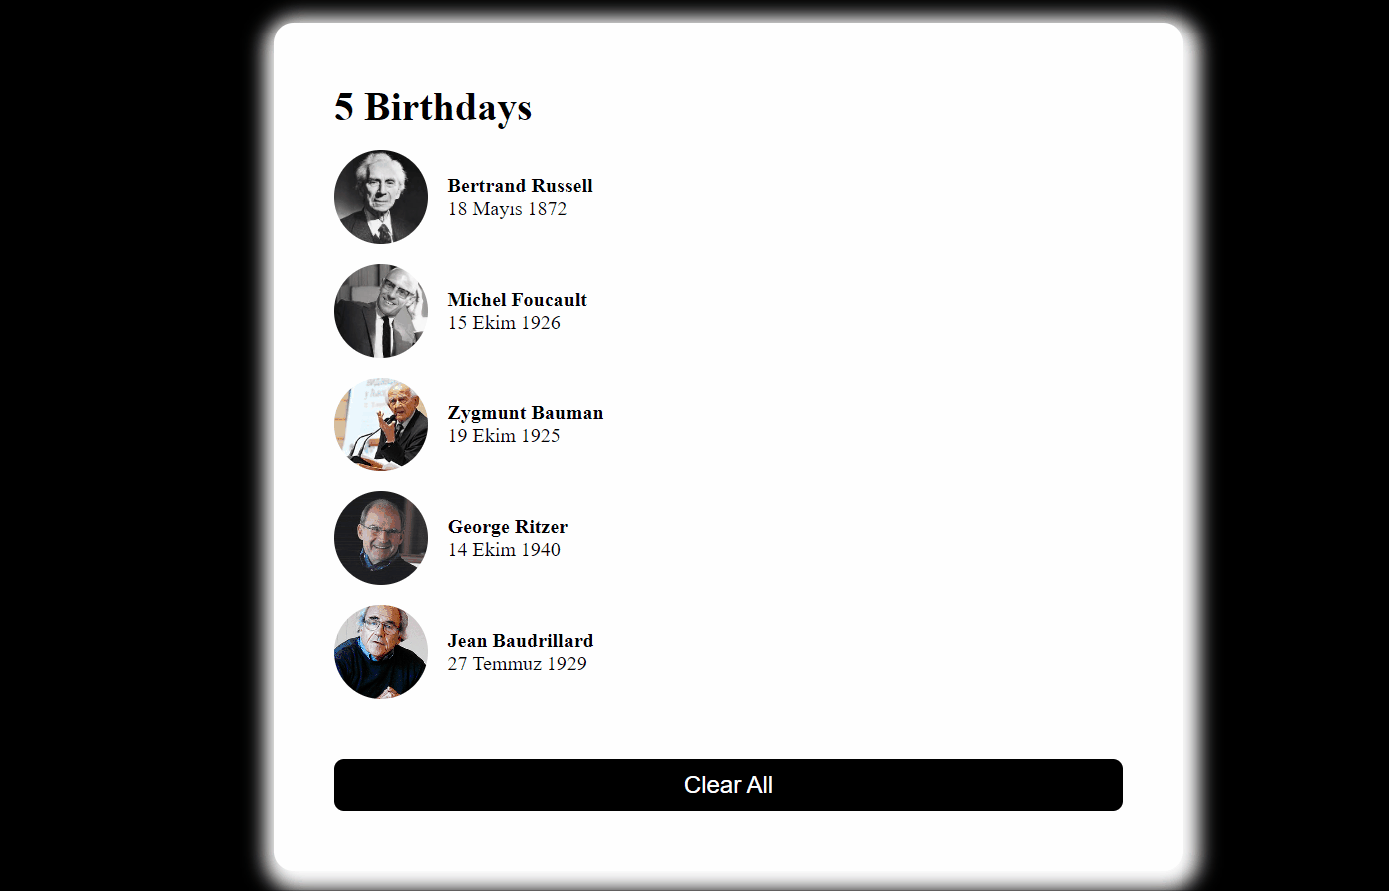 5 Birthdays
Bertrand Russell
18 Mayıs 1872
Michel Foucault
15 Ekim 1926
Zygmunt Bauman
19 Ekim 1925
George Ritzer
14 Ekim 1940
Jean Baudrillard
27 Temmuz 1929
Clear All